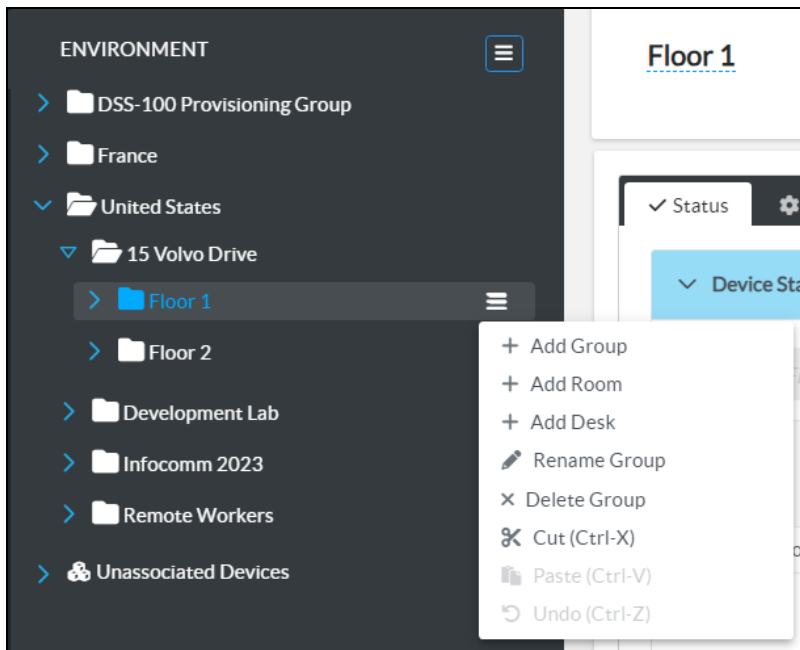 ENVIRONMENT
DSS-100 Provisioning Group
France
United States
15 Volvo Drive
Floor 1
Floor 2
Development Lab
Infocomm 2023
Remote Workers
Unassociated Devices
Add Group
Add Room
Add Desk
Rename Group
Delete Group
Cut (Ctrl-X)
Paste (Ctrl-V)
Undo (Ctrl-Z)
Floor 1
Status
Device Sta